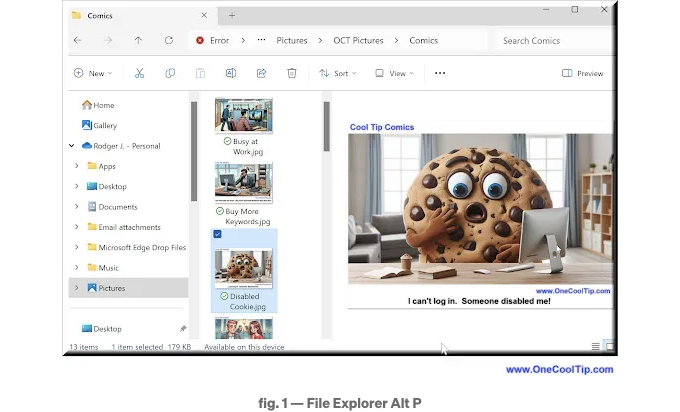 Comics
Error
Pictures
OCT Pictures
Comics
Search Comics
New
Sort
View
Preview
Home
Gallery
Rodger J. - Personal
Apps
Desktop
Documents
Email attachments
Microsoft Edge Drop Files
Music
Pictures
Desktop
Busy at
Work.jpg
Buy More
Keywords.jpg
Disabled
Cookie.jpg
Cool Tip Comics
www.OneCoolTip.com
I can't log in.  Someone disabled me!
13 items
1 item selected
179 KB
Available on this device
www.OneCoolTip.com
fig. 1 — File Explorer Alt P